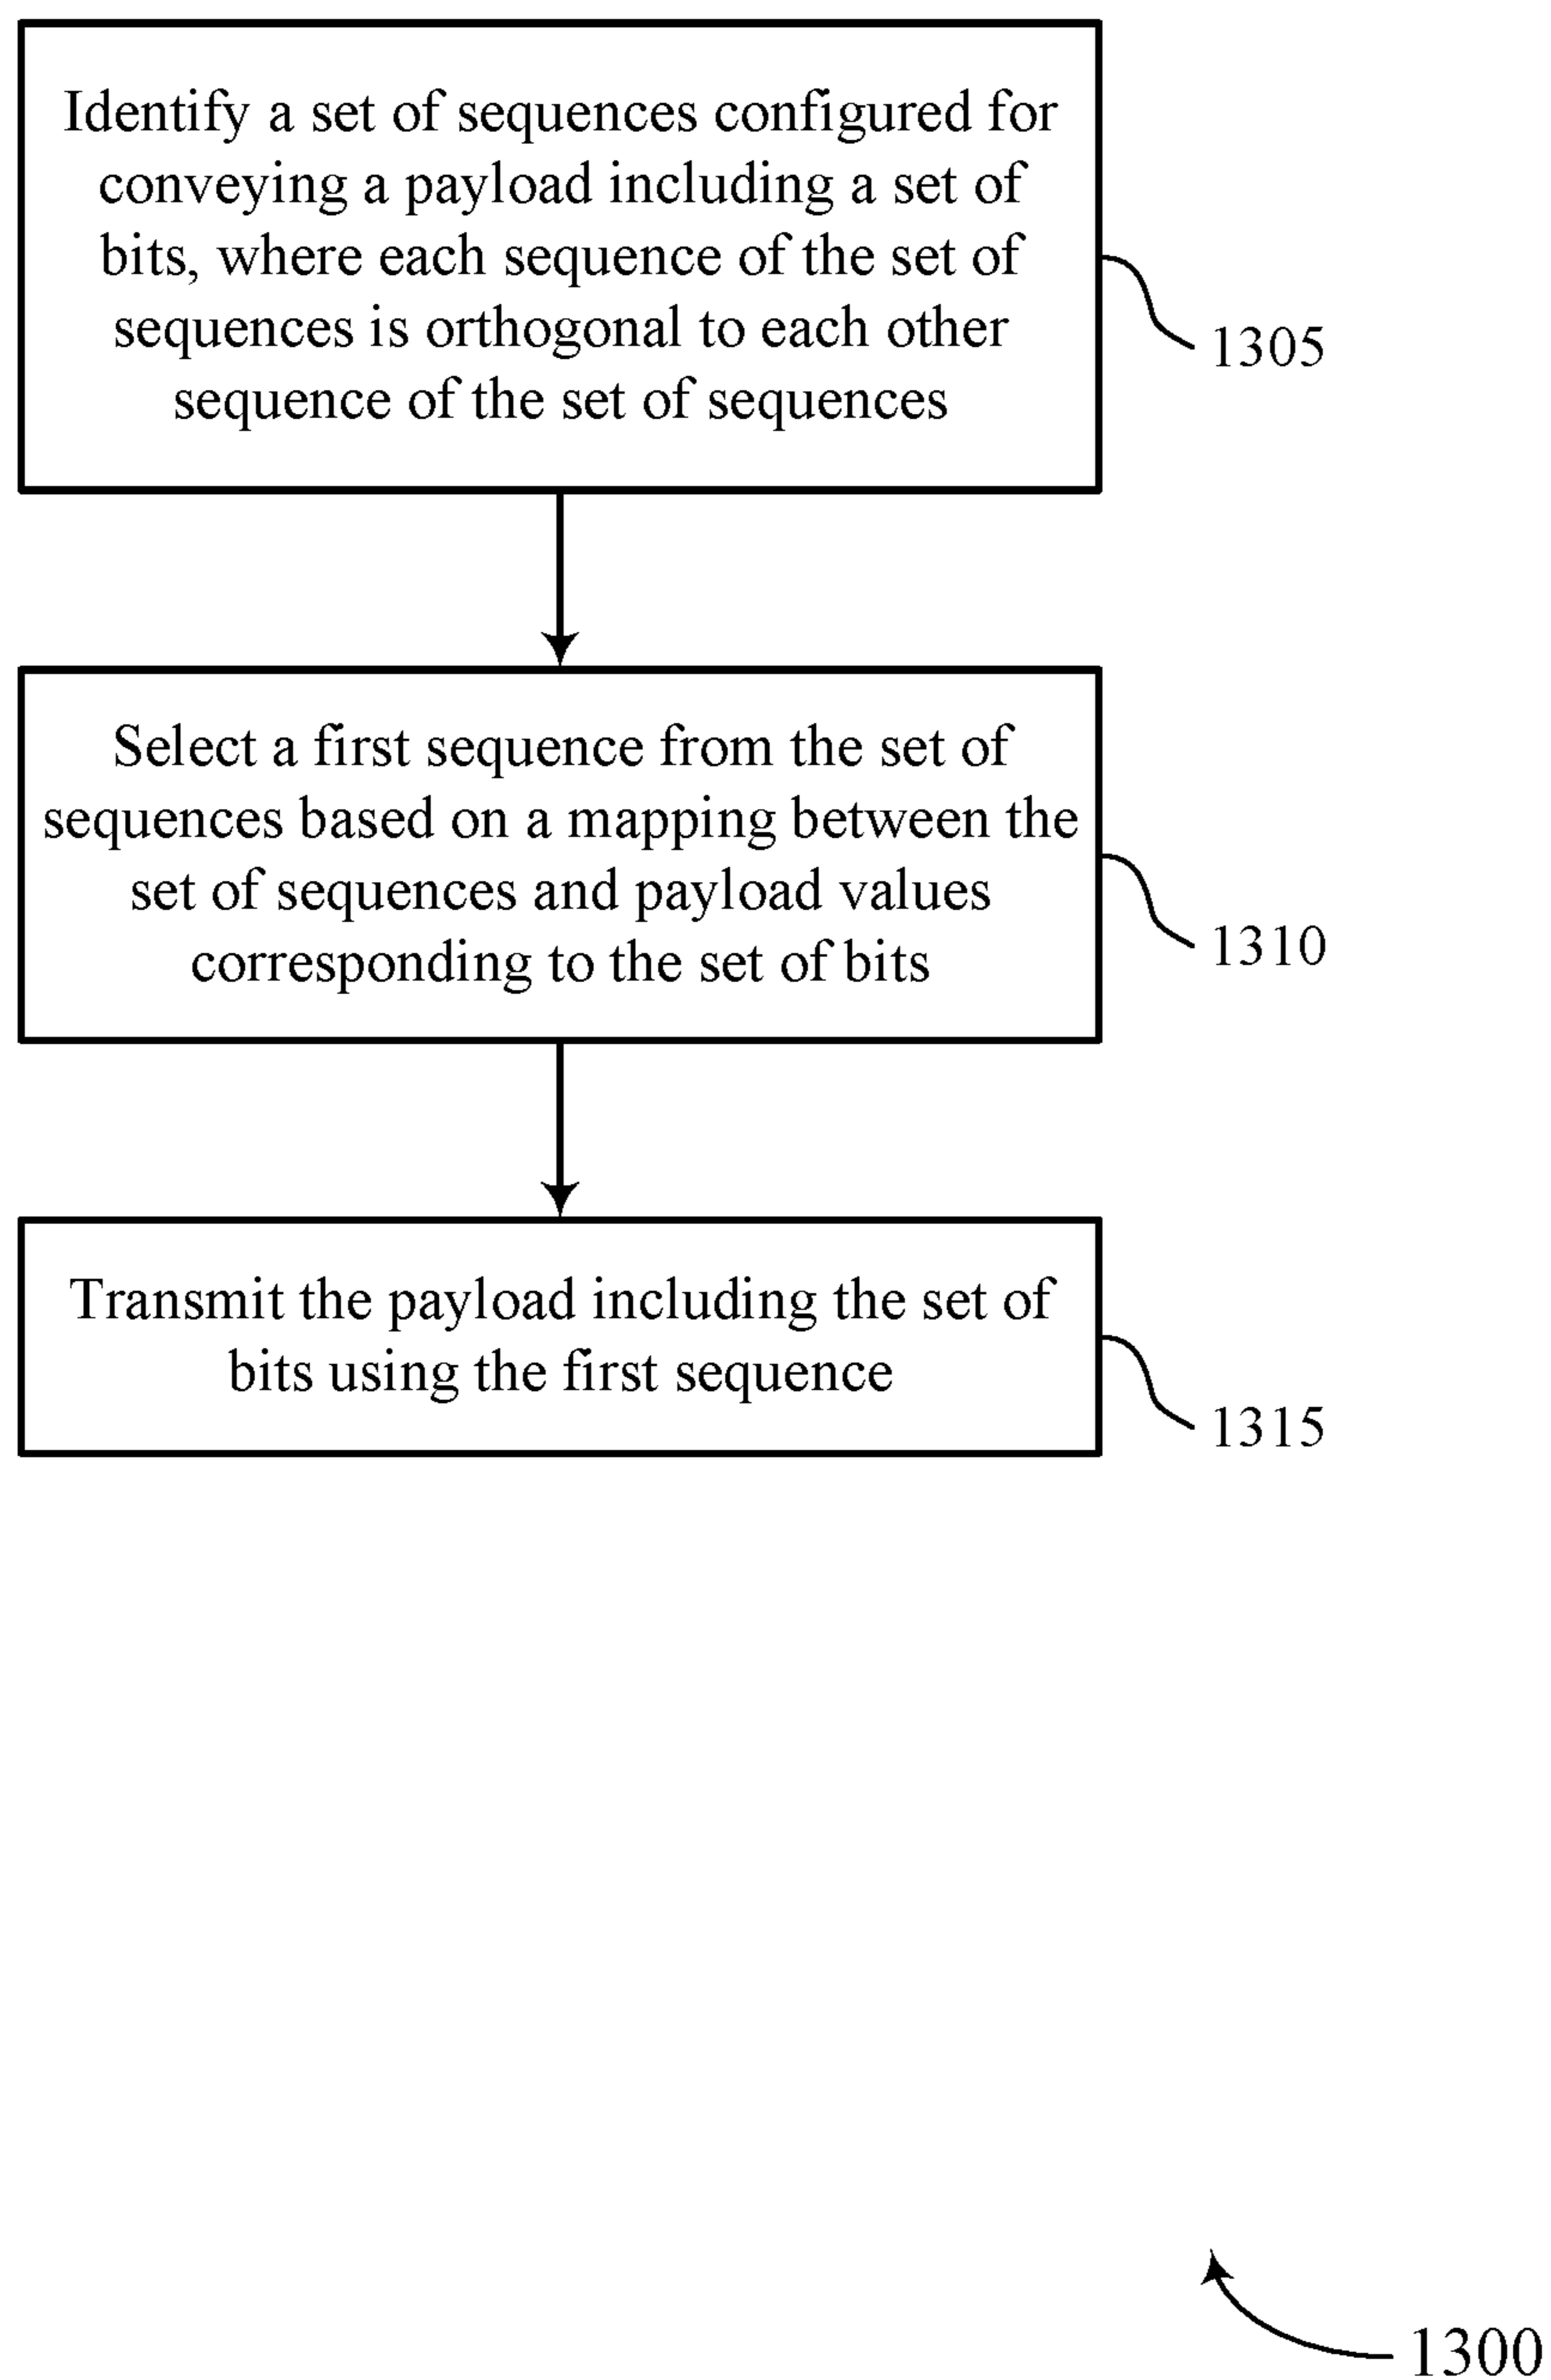 Identify a set of sequences configured for
conveying a payload including a set of
bits, where each sequence of the set of
sequences is orthogonal to each other
sequence of the set of sequences
1305
Select a first sequence from the set of
sequences based on a mapping between the
set of sequences and payload values
corresponding to the set of bits
1310
Transmit the payload including the set of
bits using the first sequence
1315
1300